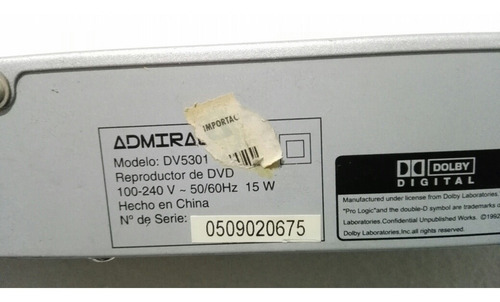 ADMIRAL
IMPORTAC
Modelo: DV5301
Reproductor de DVD
100-240 V ~ 50/60Hz 15 W
Hecho en China
Nº de Serie: 0509020675
DOLBY
DIGITAL
Manufactured under license from Dolby Laboratories.
"Pro Logic"and the double-D symbol are trademarks of
Laboratories.Confidential Unpublished Works. ©1992
Dolby Laboratories,Inc.all rights reserved.